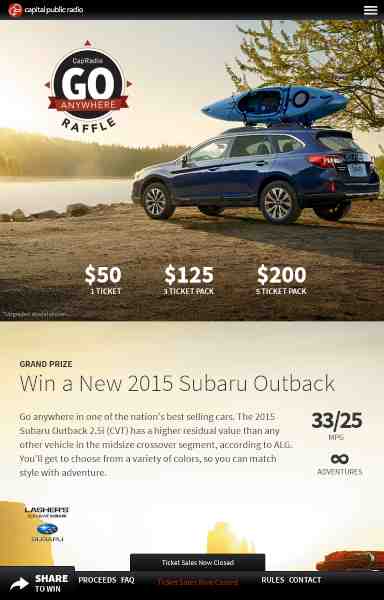 capital public radio
CapRadio
GO
ANYWHERE
RAFFLE
$50
1 TICKET
$125
3 TICKET PACK
$200
5 TICKET PACK
GRAND PRIZE
Win a New 2015 Subaru Outback
Go anywhere in one of the nation's best selling cars. The 2015
Subaru Outback 2.5i (CVT) has a higher residual value than any
other vehicle in the midsize crossover segment, according to ALG.
You'll get to choose from a variety of colors, so you can match
style with adventure.
33/25
MPG
∞
ADVENTURES
LASHER'S
SUBARU
Ticket Sales Now Closed
SHARE
TO WIN
PROCEEDS FAQ
Ticket Sales Now Closed
RULES CONTACT